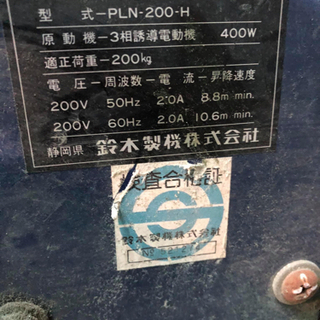 型 式-PLN-200-H
原動機-3相誘導電動機 400W
適正荷重-200kg
電圧-周波数-電流-昇降速度
200V 50Hz 2.0A 8.8m min.
200V 60Hz 2.0A 10.6m min.
静岡県 鈴木製機株式会社
検査合格証
鈴木製機株式会社